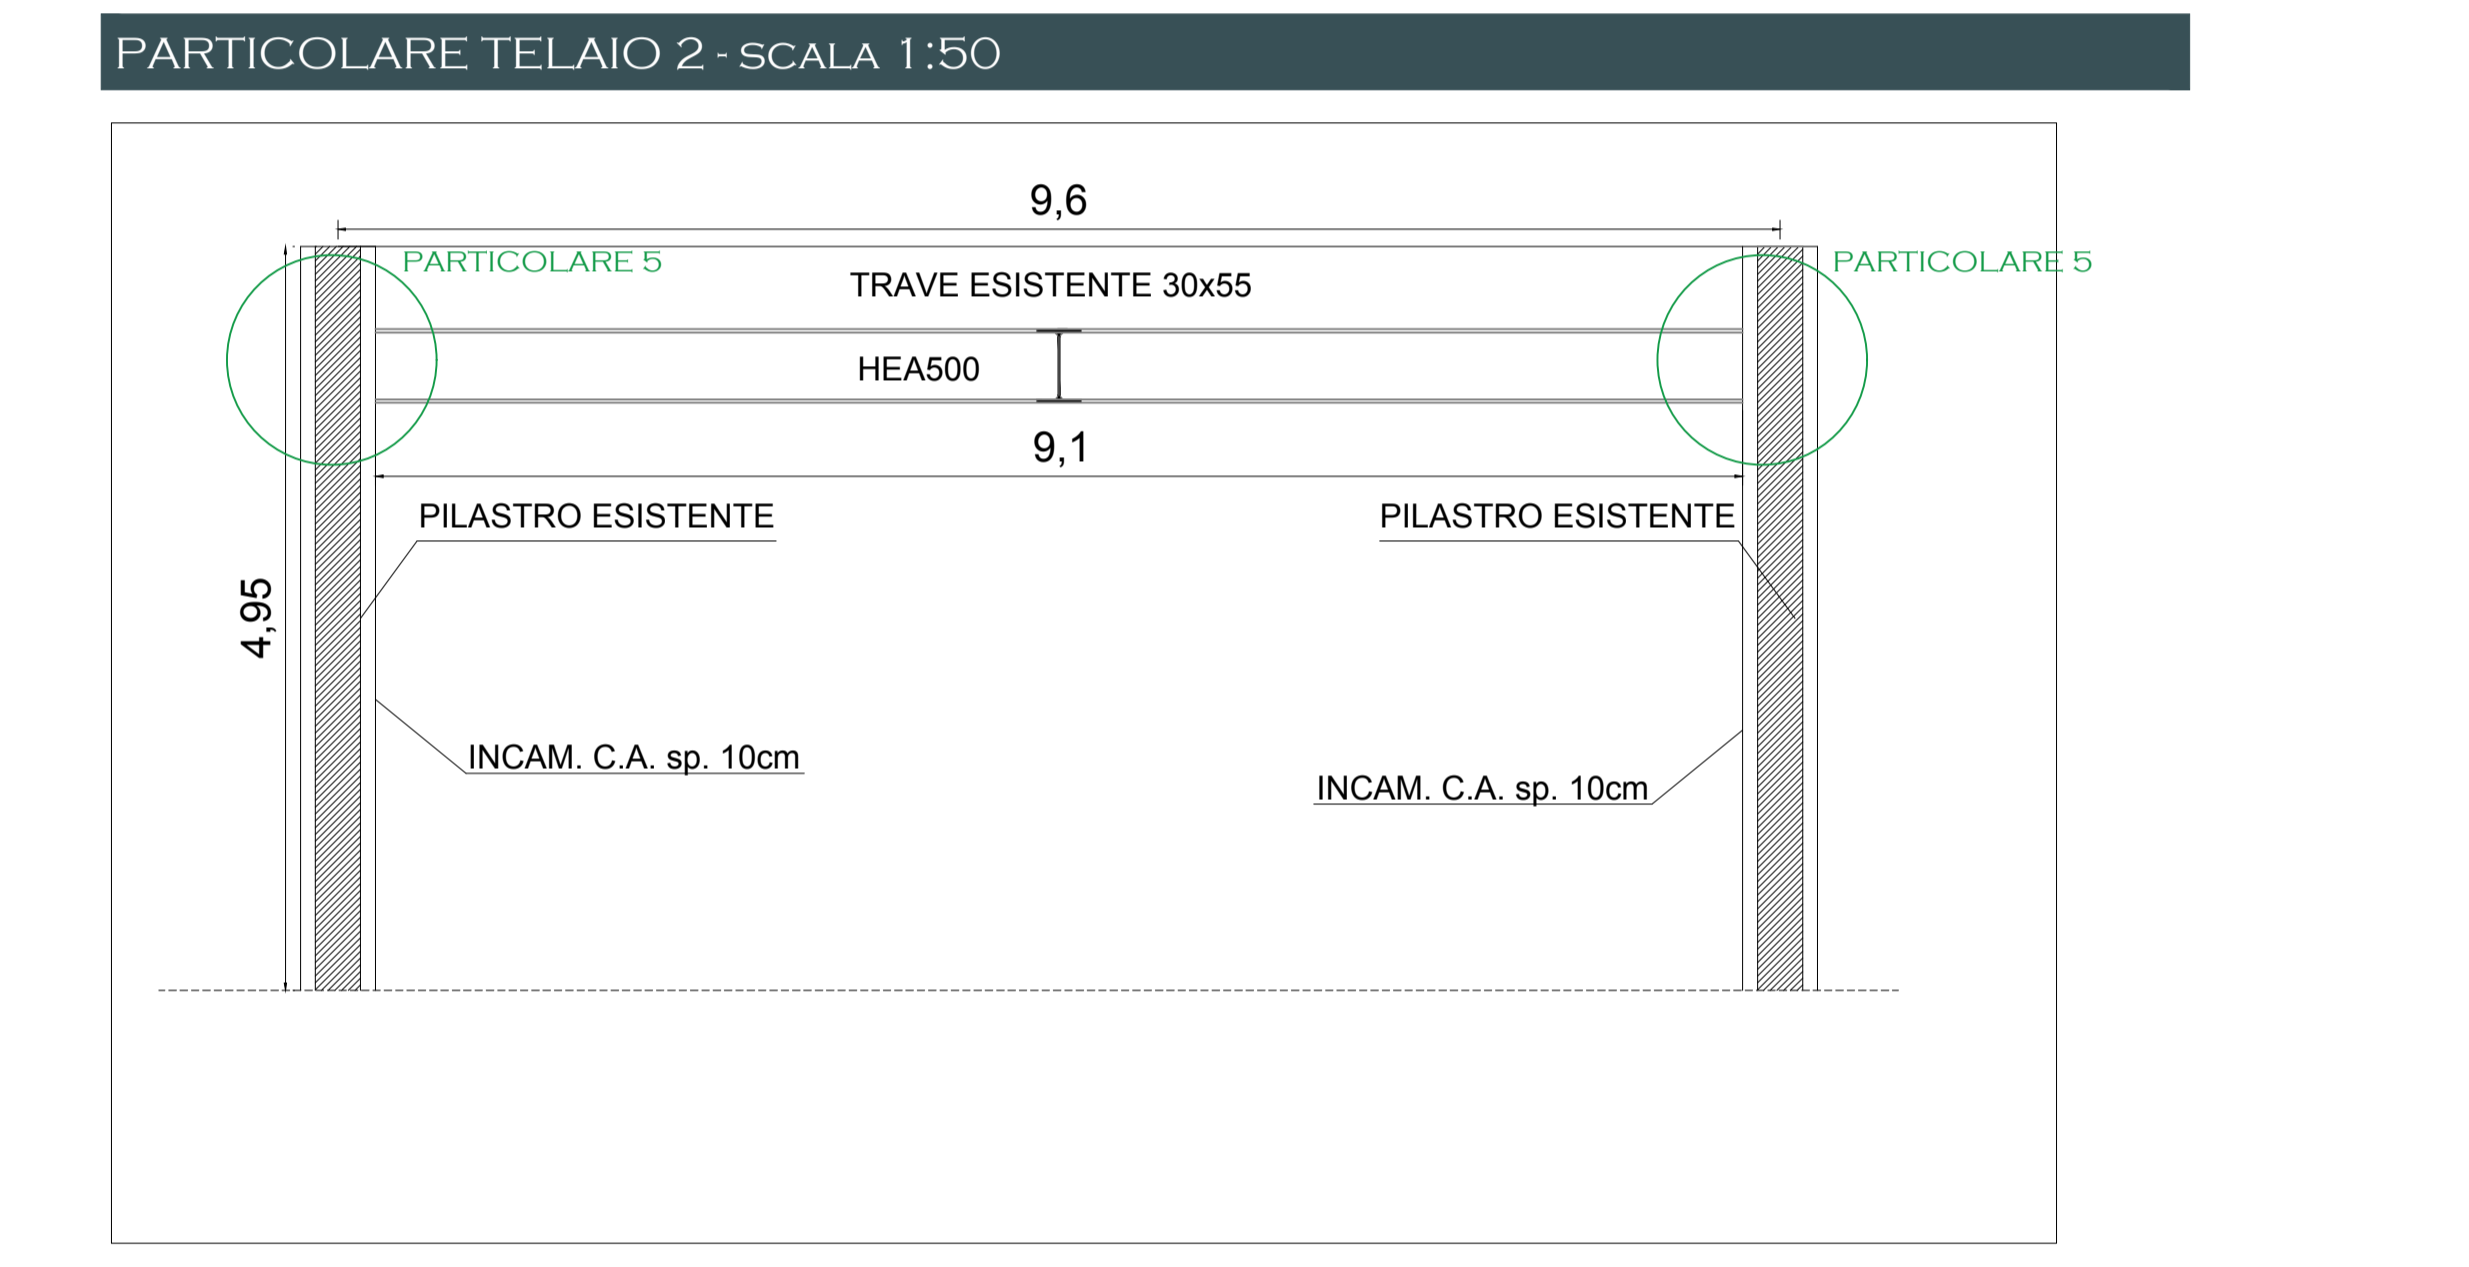 PARTICOLARE TELAIO 2 - SCALA 1:50
9,6
PARTICOLARE 5
PARTICOLARE 5
TRAVE ESISTENTE 30x55
HEA500
9,1
PILASTRO ESISTENTE
PILASTRO ESISTENTE
4,95
INCAM. C.A. sp. 10cm
INCAM. C.A. sp. 10cm